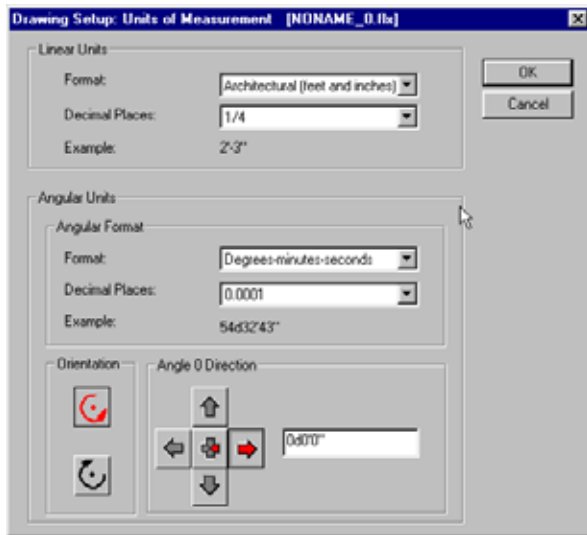 Drawing Setup: Units of Measurement [NONAME_0.flx]
Linear Units
Format: Architectural (feet and inches)
Decimal Places: 1/4
Example: 2'-3"
OK
Cancel
Angular Units
Angular Format
Format: Degrees-minutes-seconds
Decimal Places: 0.0001
Example: 54d32'43"
Orientation
Angle 0 Direction
0d0'0"